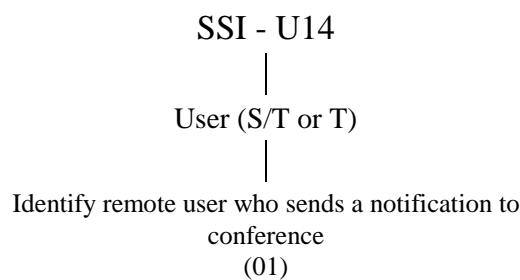 SSI - U14
User (S/T or T)
Identify remote user who sends a notification to
conference
(01)